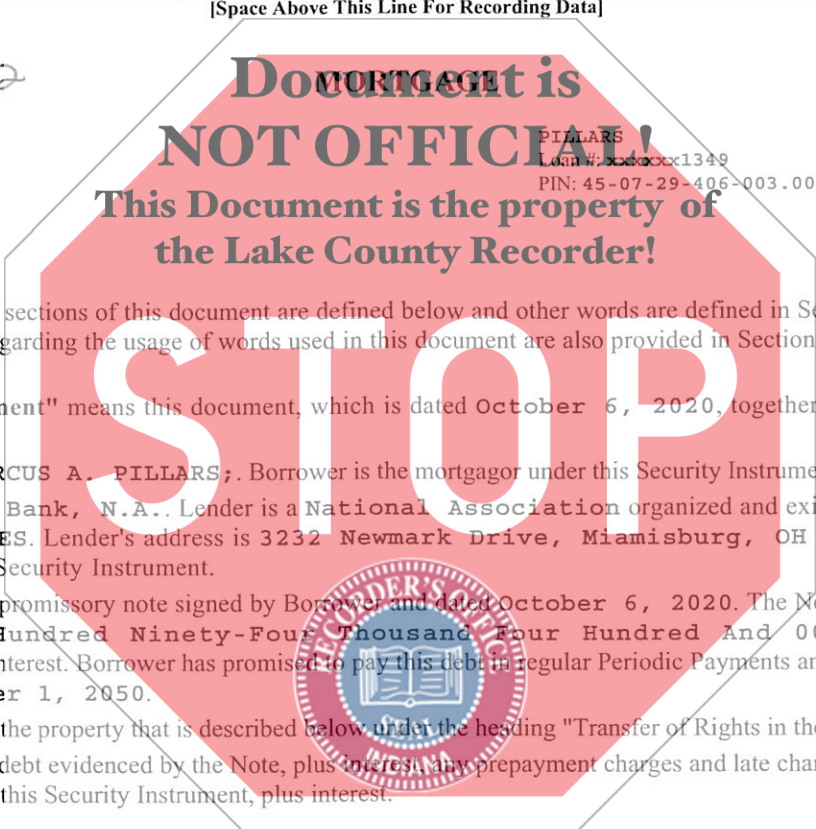 [Space Above This Line For Recording Data]
Document is
MORTGAGE
NOT OFFICIAL!
PILLARS
Loan #: xxxxxx1349
PIN: 45-07-29-406-003.00
This Document is the property of
the Lake County Recorder!
sections of this document are defined below and other words are defined in Se
garding the usage of words used in this document are also provided in Section
STOP
nent" means this document, which is dated October 6, 2020, together
RCUS A. PILLARS;. Borrower is the mortgagor under this Security Instrume
Bank, N.A.. Lender is a National Association organized and exi
ES. Lender's address is 3232 Newmark Drive, Miamisburg, OH
Security Instrument.
promissory note signed by Borrower and dated October 6, 2020. The No
Hundred Ninety-Four Thousand Four Hundred And 00
nterest. Borrower has promised to pay this debt in regular Periodic Payments an
er 1, 2050.
the property that is described below under the heading "Transfer of Rights in the
debt evidenced by the Note, plus interest, any prepayment charges and late char
this Security Instrument, plus interest.
RECORDER'S OFFICE
SEAL
INDIANA